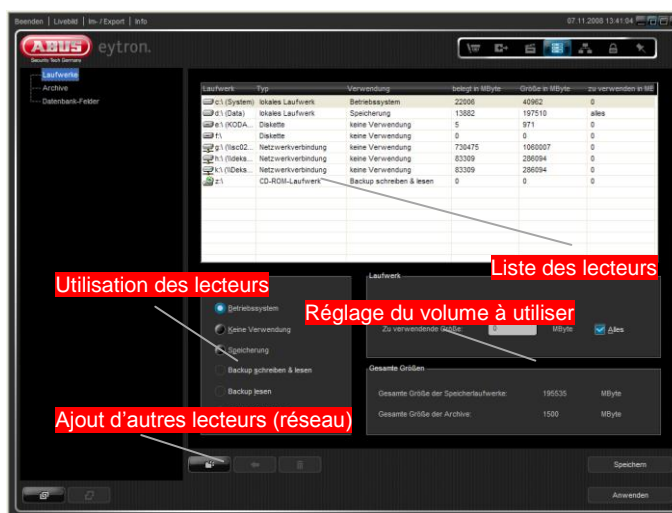 Beenden | Livebild | Im- / Export | Info
07.11.2008 13:41:04
ABUS eytron.
Security Tech Germany
Laufwerke
Archive
Datenbank-Felder
Laufwerk Typ Verwendung belegt in MByte Größe in MByte zu verwenden in ME
c:\ (System) lokales Laufwerk Betriebssystem 22006 40962 0
d:\ (Data) lokales Laufwerk Speicherung 13882 197510 alles
e:\ (KODA... Diskette keine Verwendung 5 971 0
f:\ Diskette keine Verwendung 0 0 0
g:\ (\\isc02... Netzwerkverbindung keine Verwendung 730475 1080007 0
h:\ (\\deks... Netzwerkverbindung keine Verwendung 83309 286094 0
k:\ (\\Deks... Netzwerkverbindung keine Verwendung 83309 286094 0
z:\ CD-ROM-Laufwerk Backup schreiben & lesen 0 0 0
Liste des lecteurs
Utilisation des lecteurs
Laufwerk
Réglage du volume à utiliser
Betriebssystem
Keine Verwendung
Speicherung
Backup schreiben & lesen
Backup lesen
Zu verwendende Größe: 0 MByte Alles
Gesamte Größen
Gesamte Größe der Speicherlaufwerke: 195535 MByte
Gesamte Größe der Archive: 1500 MByte
Ajout d'autres lecteurs (réseau)
Speichern
Anwenden